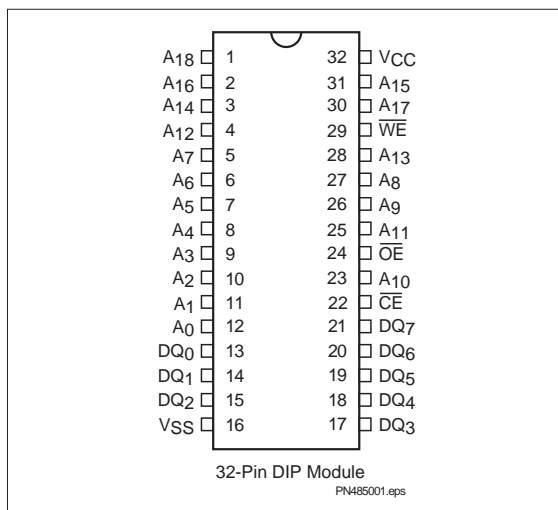 A18 1 32 VCC
A16 2 31 A15
A14 3 30 A17
A12 4 29 W̅E̅
A7 5 28 A13
A6 6 27 A8
A5 7 26 A9
A4 8 25 A11
A3 9 24 O̅E̅
A2 10 23 A10
A1 11 22 C̅E̅
A0 12 21 DQ7
DQ0 13 20 DQ6
DQ1 14 19 DQ5
DQ2 15 18 DQ4
VSS 16 17 DQ3
32-Pin DIP Module
PN485001.eps